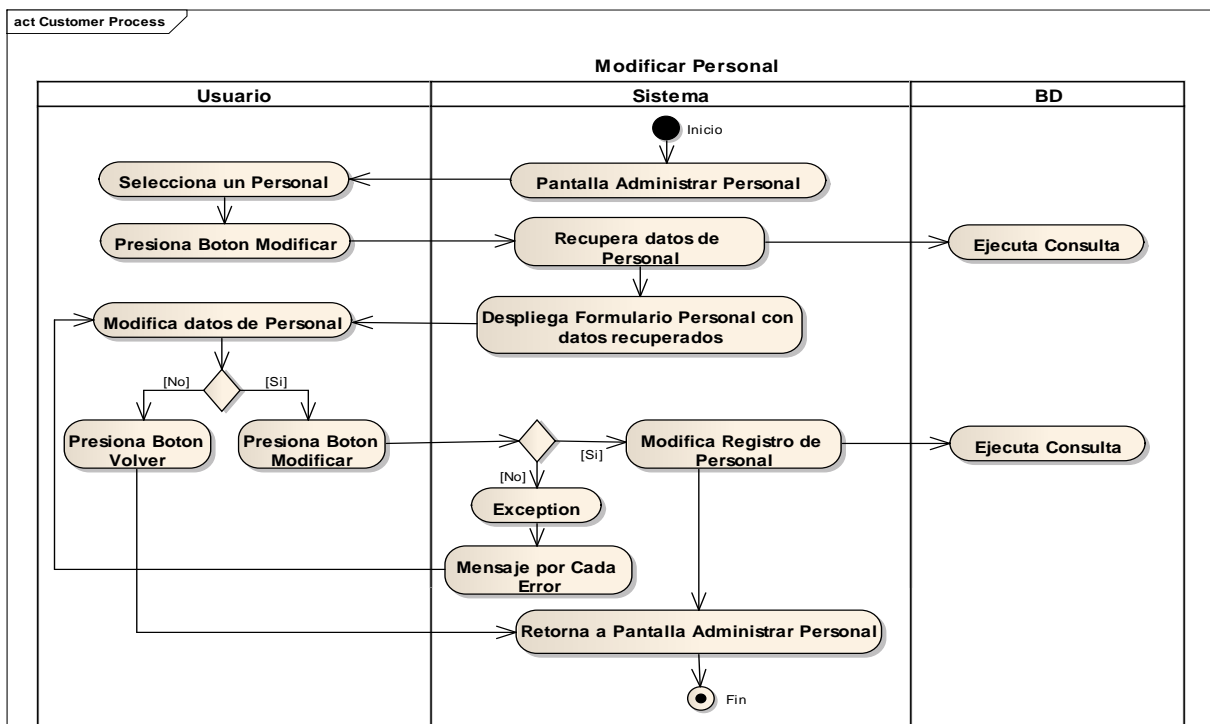 act Customer Process
Modificar Personal
Usuario
Sistema
BD
Inicio
Selecciona un Personal
Pantalla Administrar Personal
Presiona Boton Modificar
Recupera datos de
Personal
Ejecuta Consulta
Modifica datos de Personal
Despliega Formulario Personal con
datos recuperados
[No]
[Si]
Presiona Boton
Volver
Presiona Boton
Modificar
[Si]
Modifica Registro de
Personal
Ejecuta Consulta
[No]
Exception
Mensaje por Cada
Error
Retorna a Pantalla Administrar Personal
Fin